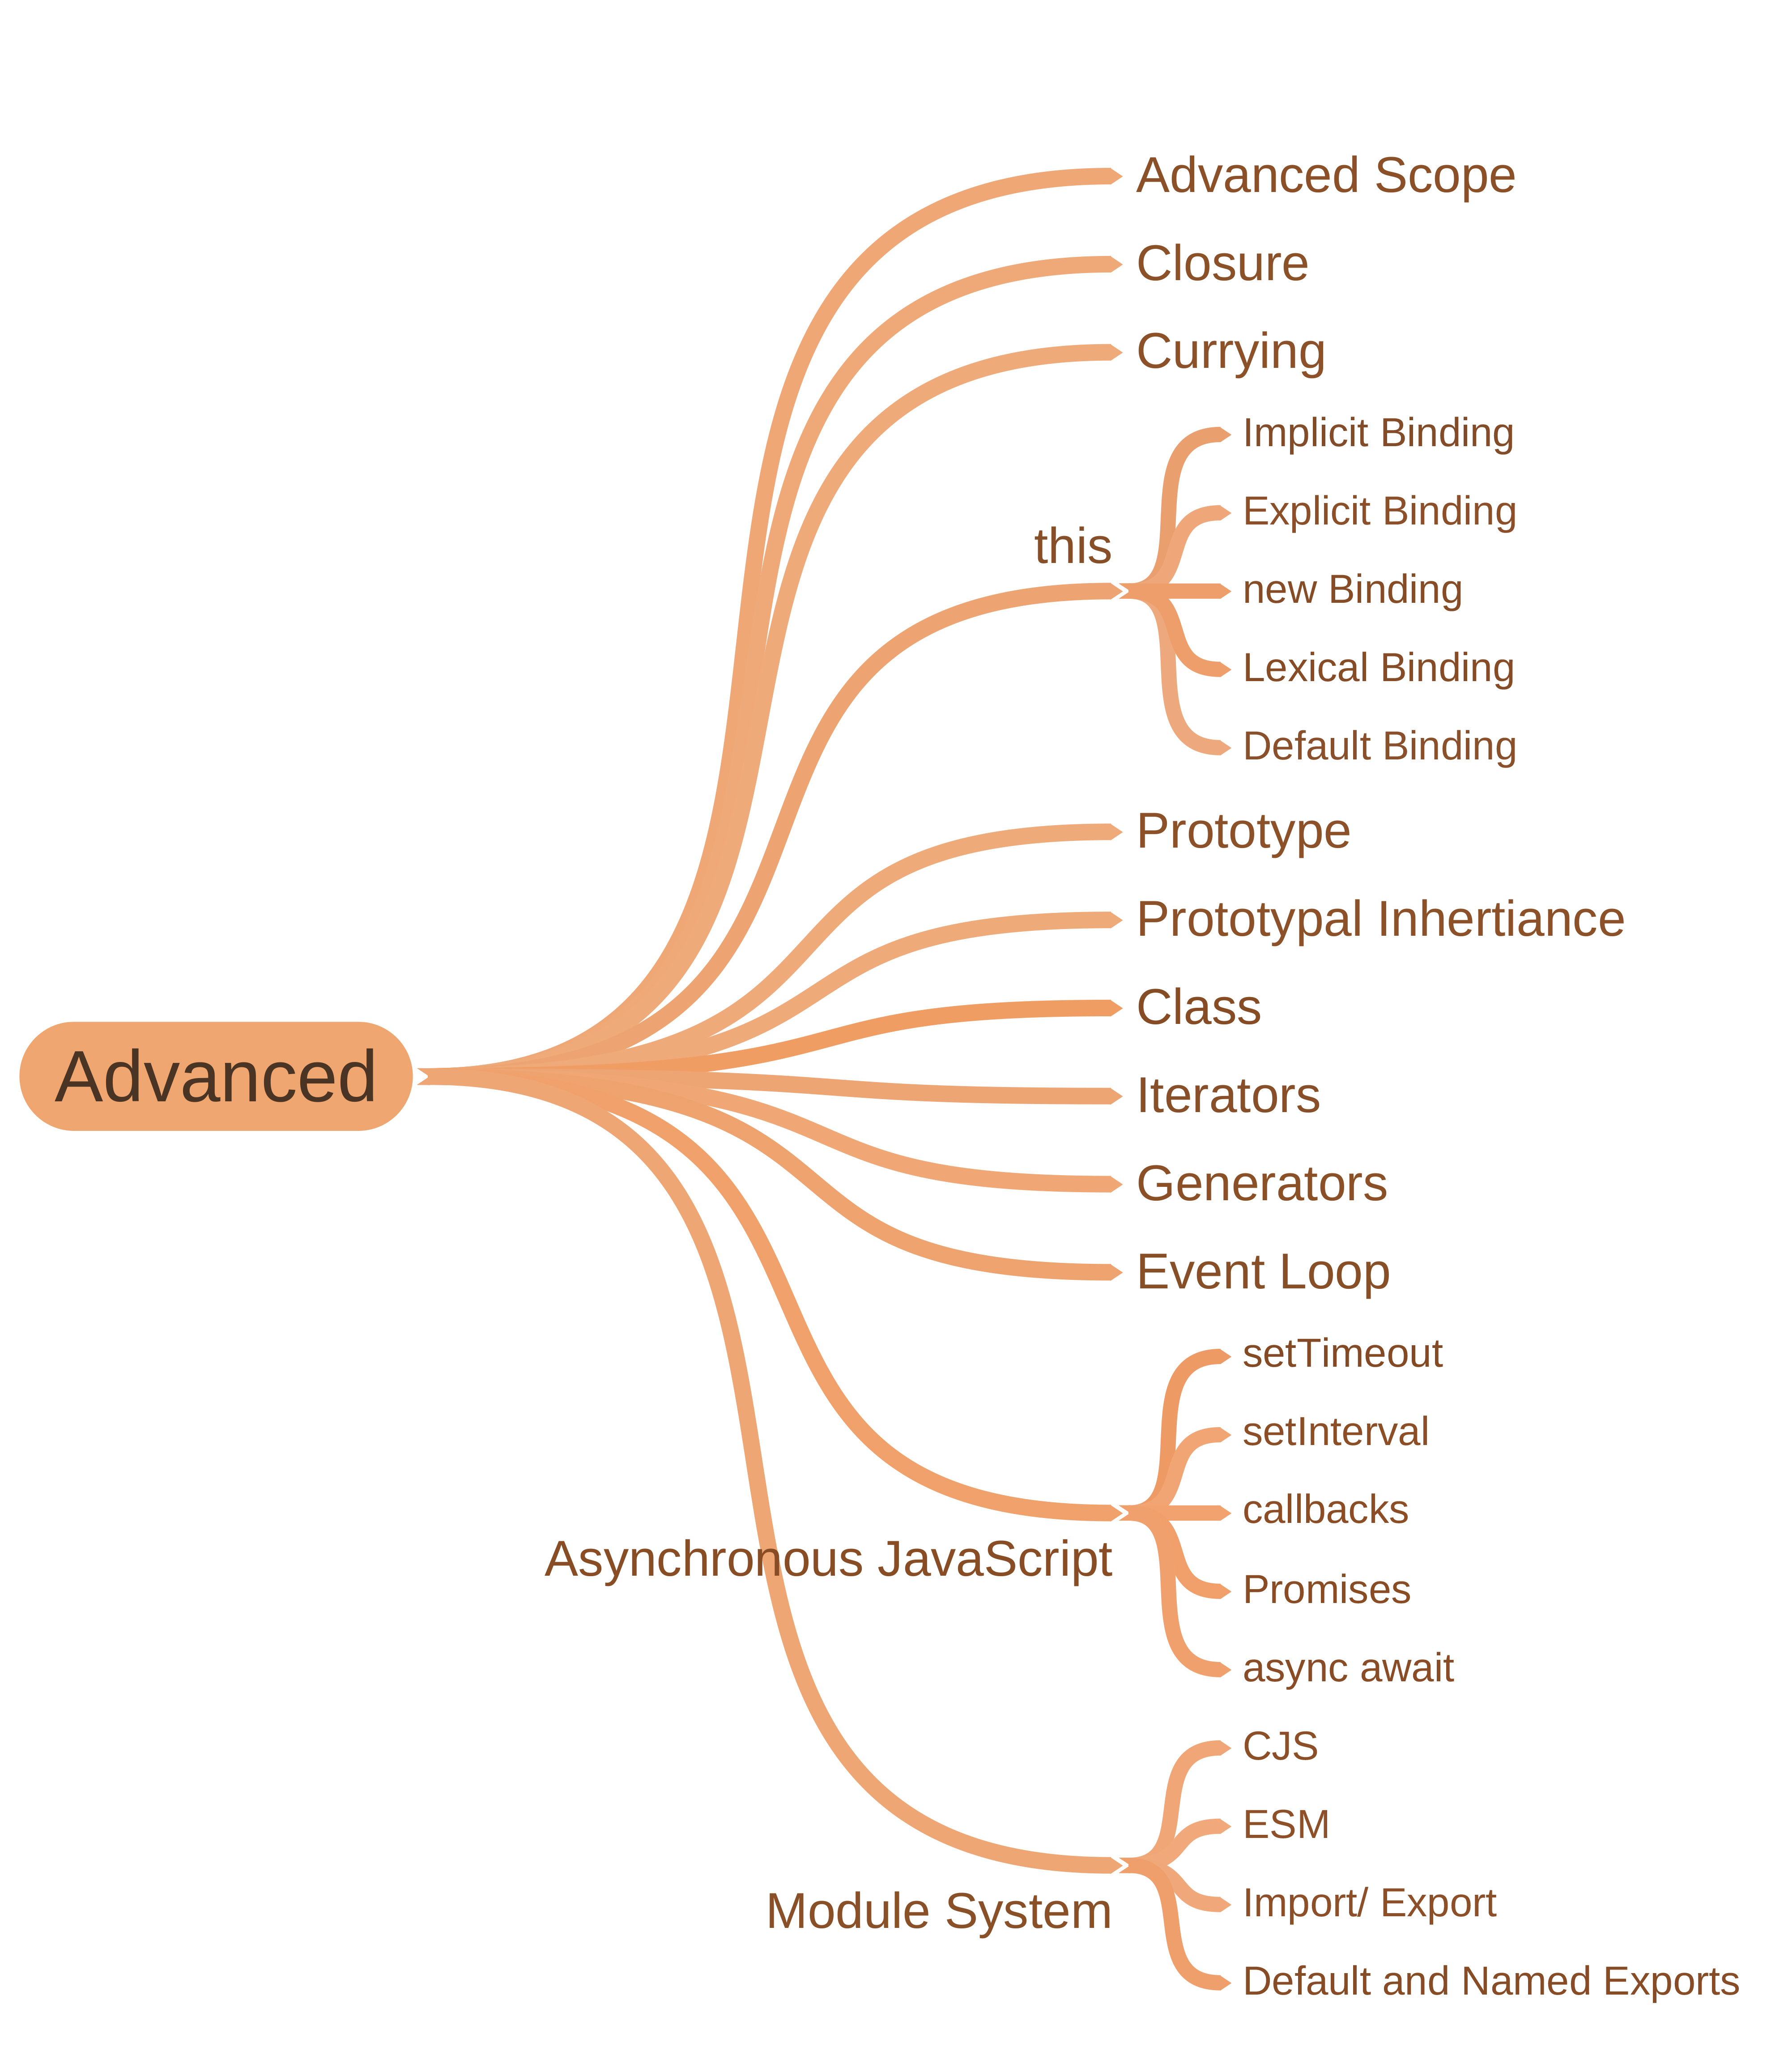 Advanced Scope
Closure
Currying
Implicit Binding
Explicit Binding
this
new Binding
Lexical Binding
Default Binding
Prototype
Prototypal Inhertiance
Class
Advanced
Iterators
Generators
Event Loop
setTimeout
setInterval
callbacks
Asynchronous JavaScript
Promises
async await
CJS
ESM
Import/ Export
Module System
Default and Named Exports